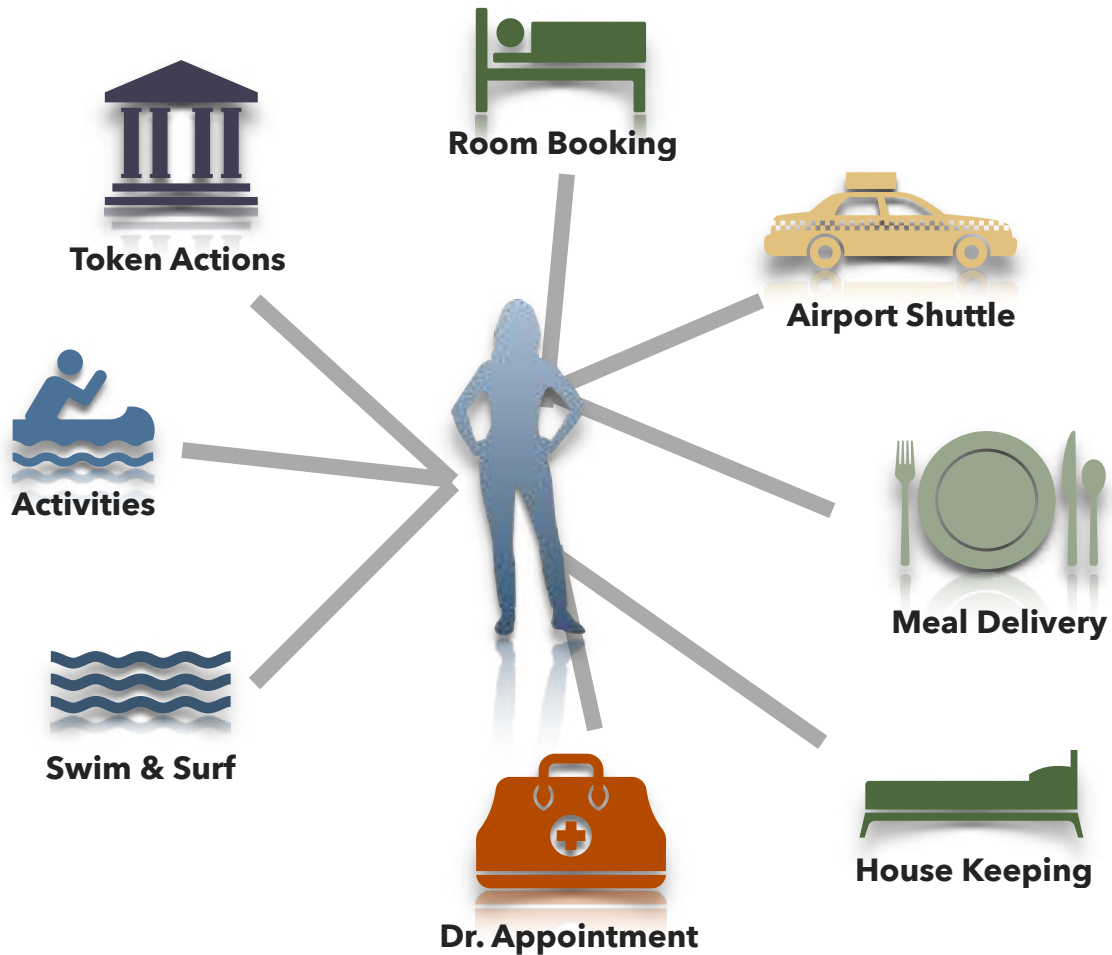 Room Booking
Token Actions
Airport Shuttle
Activities
Meal Delivery
Swim & Surf
House Keeping
Dr. Appointment